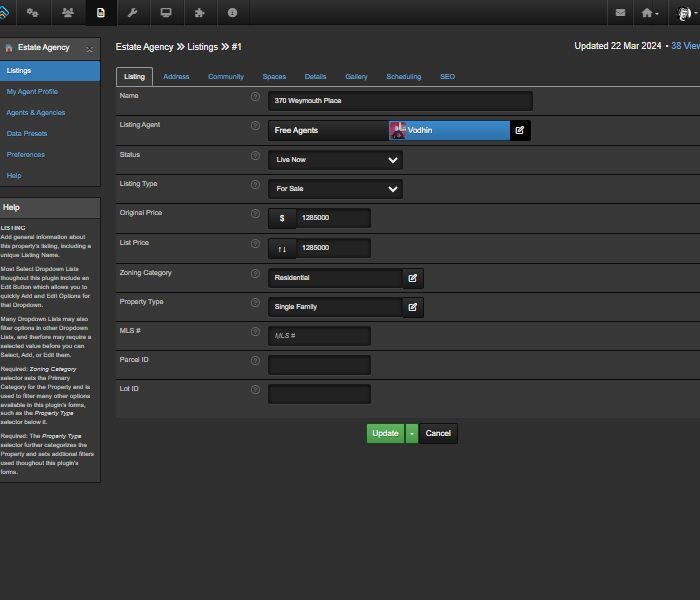 Estate Agency
Listings
My Agent Profile
Agents & Agencies
Data Presets
Preferences
Help
Help
LISTING
Add general information about
this property's listing, including a
unique Listing Name.
Most Select Dropdown Lists
thoughout this plugin include an
Edit Button which allows you to
quickly Add and Edit Options for
that Dropdown.
Many Dropdown Lists may also
filter options in other Dropdown
Lists, and therfore may require a
selected value before you can
Select, Add, or Edit them.
Required: Zoning Category
selector sets the Primary
Category for the Property and is
used to filter many other options
available in this plugin's forms,
such as the Property Type
selector below it.
Required: The Property Type
selector further categorizes the
Property and sets addtional filters
used thoughout this plugin's
forms.
Estate Agency » Listings » #1
Updated 22 Mar 2024 • 38 View
Listing Address Community Spaces Details Gallery Scheduling SEO
Name 370 Weymouth Place
Listing Agent Free Agents Vodhin
Status Live Now
Listing Type For Sale
Original Price $ 1285000
List Price ↑↓ 1285000
Zoning Category Residential
Property Type Single Family
MLS # MLS #
Parcel ID
Lot ID
Update Cancel